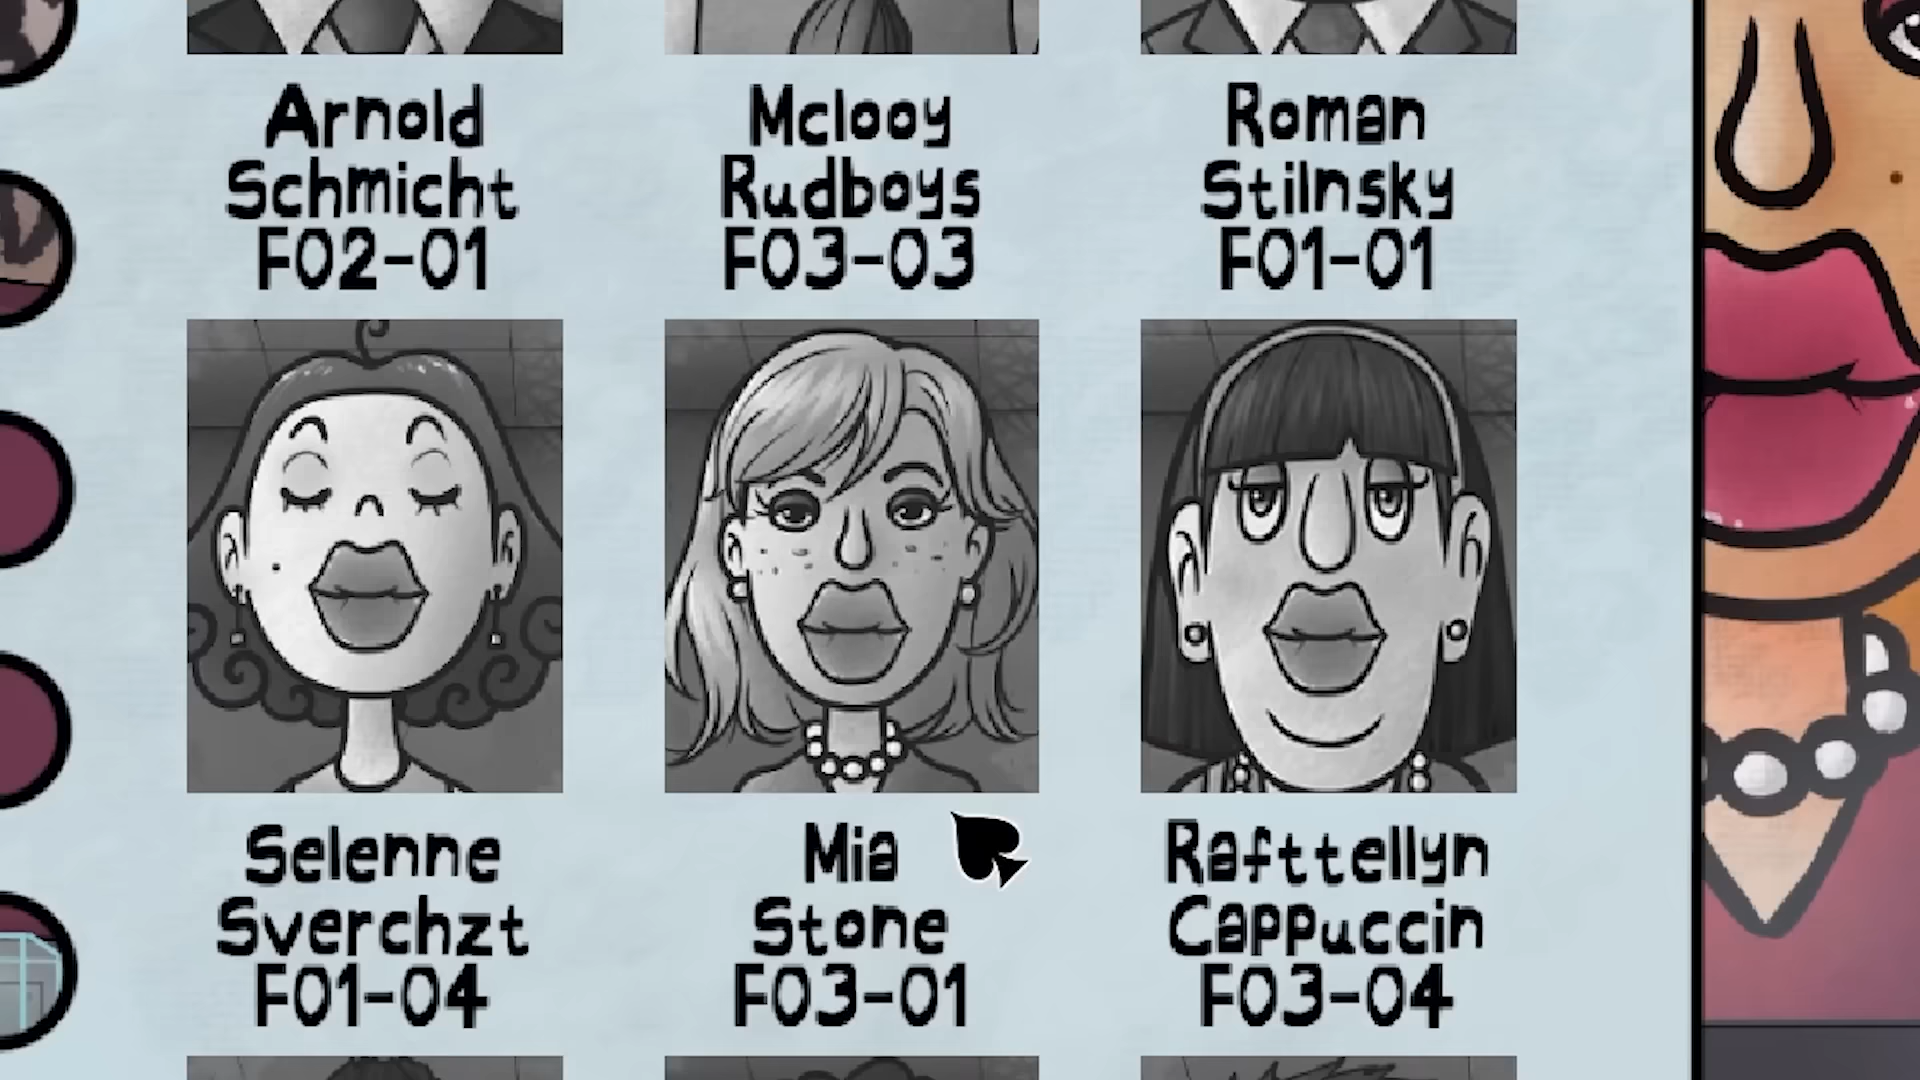 Arnold
Schmicht
F02-01
Mclooy
Rudboys
F03-03
Roman
Stilnsky
F01-01
Selenne
Sverchzt
F01-04
Mia
Stone
F03-01
Rafttellyn
Cappuccin
F03-04